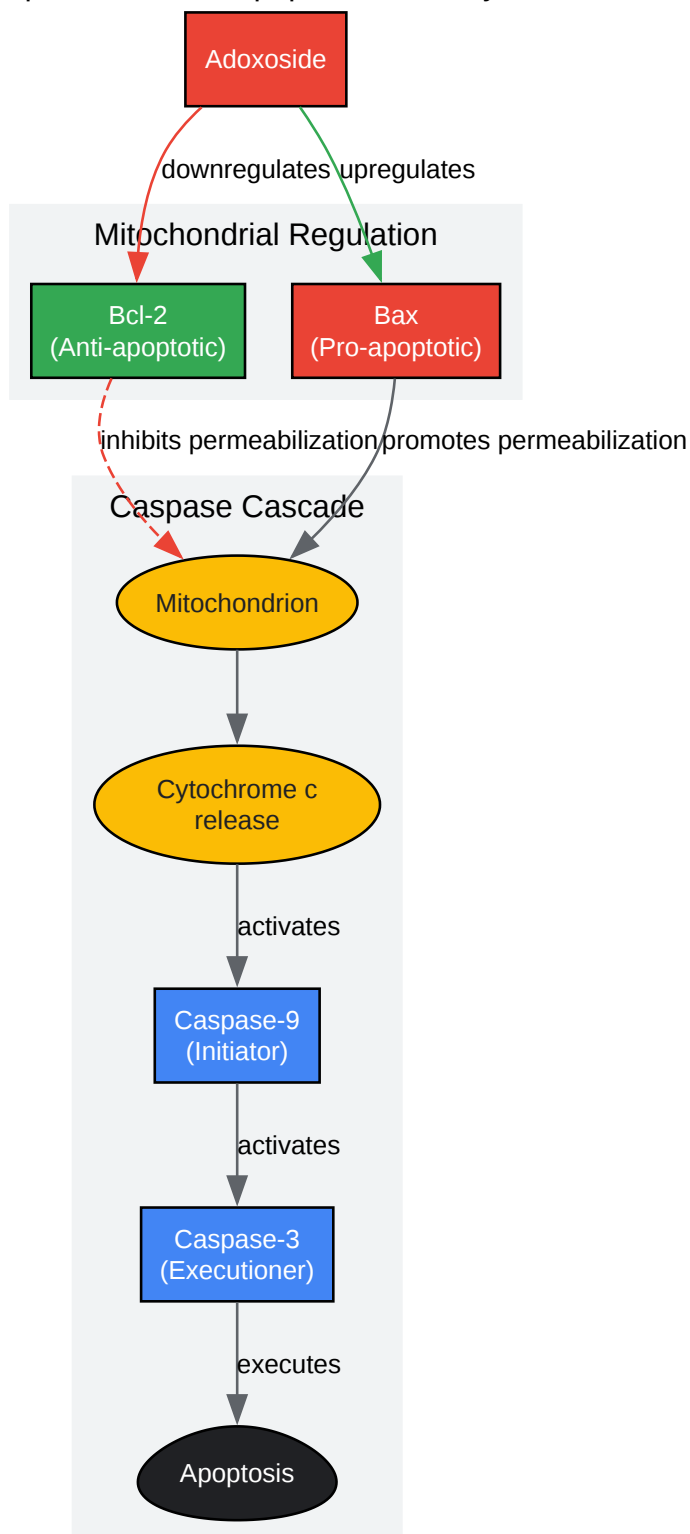 Adoxoside
downregulates
upregulates
Mitochondrial Regulation
Bcl-2
(Anti-apoptotic)
Bax
(Pro-apoptotic)
inhibits permeabilization
promotes permeabilization
Caspase Cascade
Mitochondrion
Cytochrome c
release
activates
Caspase-9
(Initiator)
activates
Caspase-3
(Executioner)
executes
Apoptosis